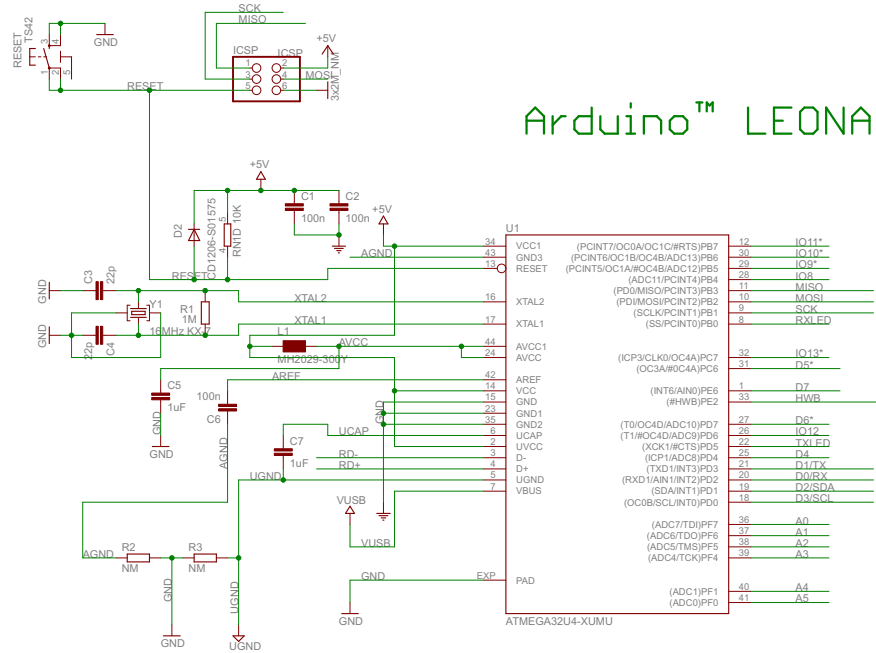 SCK
MISO
+5V
GND
RESET
TS42
3
4
1
2
5
ICSP
ICSP
1
2
3
4
5
6
MOSI
3x2M_NM
RESET
Arduino™ LEONA
+5V
D2
CD1206-S01575
RN1D 10K
5
4
C1
100n
C2
100n
+5V
AGND
RESET
GND
C3
22p
XTAL2
Y1
R1
1M
XTAL1
16MHz KX-7
GND
22p
C4
L1
AVCC
MH2029-300Y
AREF
C5
1uF
GND
GND
100n
C6
AGND
C7
1uF
UCAP
RD-
RD+
UGND
GND
VUSB
VUSB
AGND
R2
NM
R3
NM
GND
GND
UGND
UGND
GND
GND
U1
34 VCC1
43 GND3
13 RESET
16 XTAL2
17 XTAL1
44 AVCC1
24 AVCC
42 AREF
14 VCC
15 GND
23 GND1
35 GND2
6 UCAP
2 UVCC
3 D-
4 D+
5 UGND
7 VBUS
EXP PAD
(PCINT7/OC0A/OC1C/#RTS)PB7 12 IO11*
(PCINT6/OC1B/OC4B/ADC13)PB6 30 IO10*
(PCINT5/OC1A/#OC4B/ADC12)PB5 29 IO9*
(ADC11/PCINT4)PB4 28 IO8
(PD0/MISO/PCINT3)PB3 11 MISO
(PDI/MOSI/PCINT2)PB2 10 MOSI
(SCLK/PCINT1)PB1 9 SCK
(SS/PCINT0)PB0 8 RXLED
(ICP3/CLK0/OC4A)PC7 32 IO13*
(OC3A/#0C4A)PC6 31 D5*
(INT6/AIN0)PE6 1 D7
(#HWB)PE2 33 HWB
(T0/OC4D/ADC10)PD7 27 D6*
(T1/#OC4D/ADC9)PD6 26 IO12
(XCK1/#CTS)PD5 22 TXLED
(ICP1/ADC8)PD4 25 D4
(TXD1/INT3)PD3 21 D1/TX
(RXD1/AIN1/INT2)PD2 20 D0/RX
(SDA/INT1)PD1 19 D2/SDA
(OC0B/SCL/INT0)PD0 18 D3/SCL
(ADC7/TDI)PF7 36 A0
(ADC6/TDO)PF6 37 A1
(ADC5/TMS)PF5 38 A2
(ADC4/TCK)PF4 39 A3
(ADC1)PF1 40 A4
(ADC0)PF0 41 A5
ATMEGA32U4-XUMU